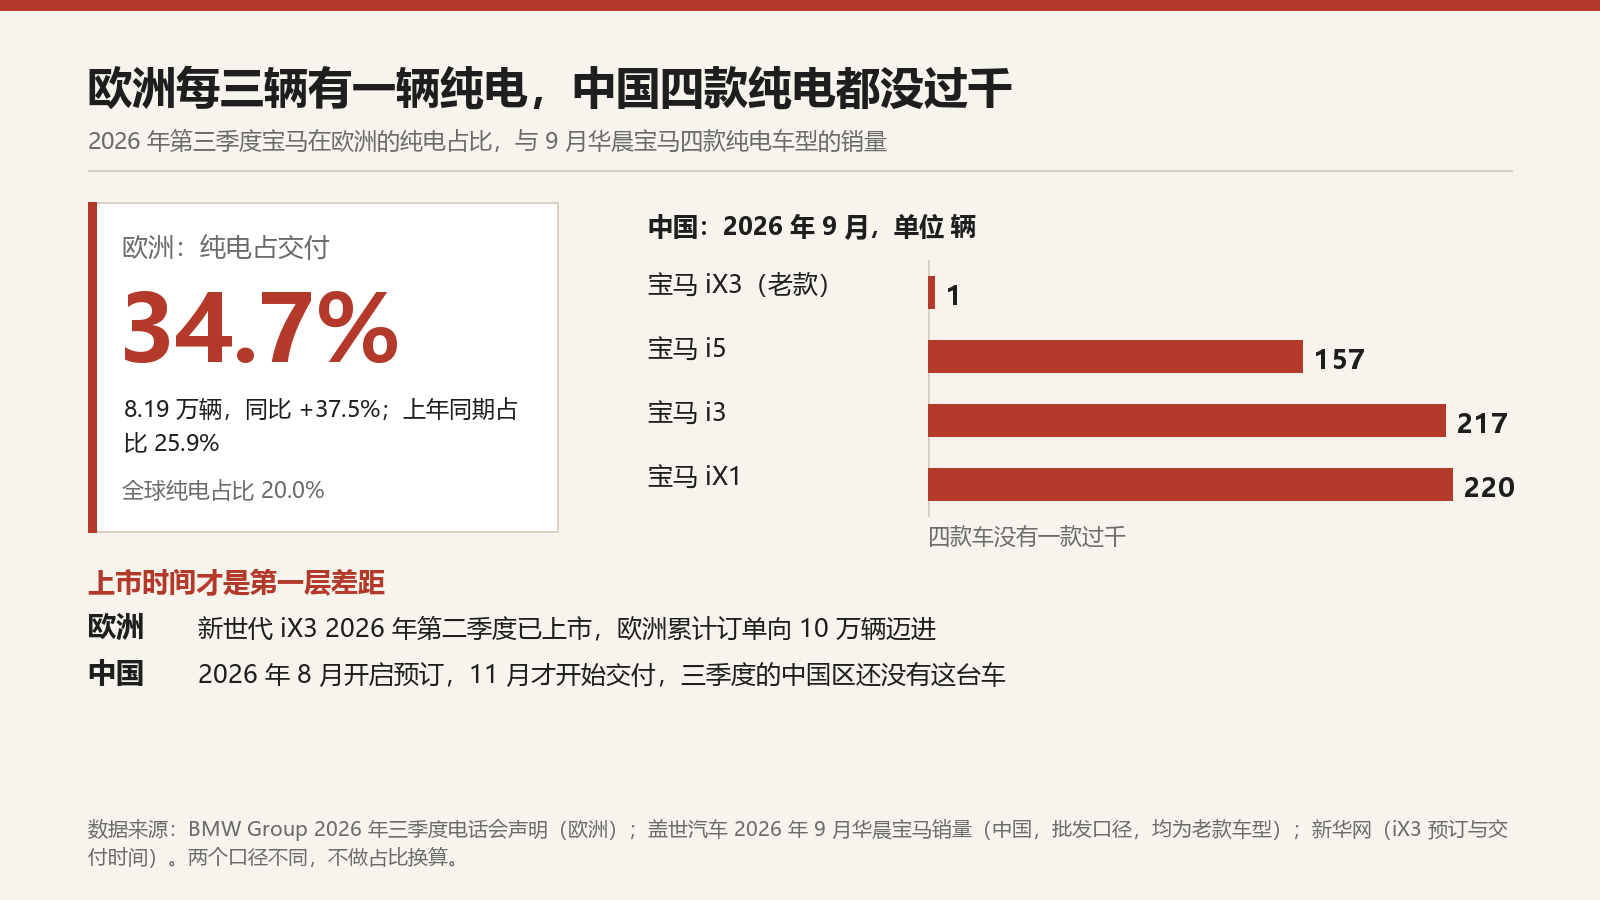 欧洲每三辆有一辆纯电，中国四款纯电都没过千
2026 年第三季度宝马在欧洲的纯电占比，与 9 月华晨宝马四款纯电车型的销量
欧洲：纯电占交付
34.7%
8.19 万辆，同比 +37.5%；上年同期占
比 25.9%
全球纯电占比 20.0%
中国：2026 年 9 月，单位 辆
宝马 iX3（老款） 1
宝马 i5 157
宝马 i3 217
宝马 iX1 220
四款车没有一款过千
上市时间才是第一层差距
欧洲 新世代 iX3 2026 年第二季度已上市，欧洲累计订单向 10 万辆迈进
中国 2026 年 8 月开启预订，11 月才开始交付，三季度的中国区还没有这台车
数据来源：BMW Group 2026 年三季度电话会声明（欧洲）；盖世汽车 2026 年 9 月华晨宝马销量（中国，批发口径，均为老款车型）；新华网（iX3 预订与交
付时间）。两个口径不同，不做占比换算。